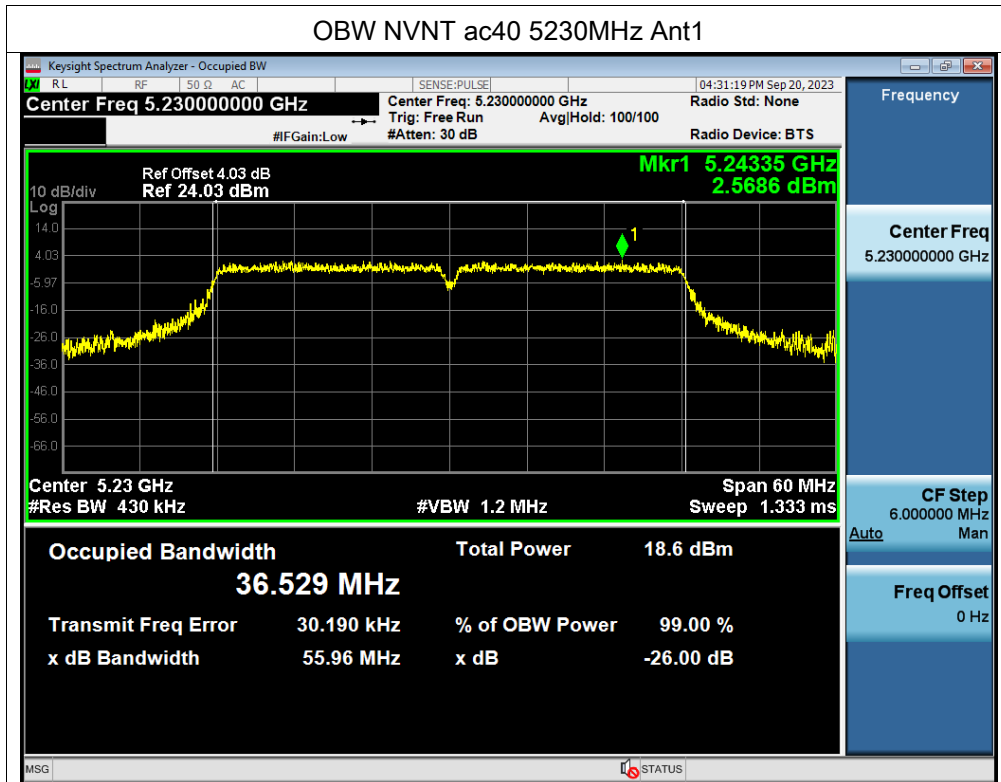 OBW NVNT ac40 5230MHz Ant1
Keysight Spectrum Analyzer - Occupied BW
LXI RL RF 50 Ω AC SENSE:PULSE 04:31:19 PM Sep 20, 2023
Center Freq 5.230000000 GHz
Center Freq: 5.230000000 GHz
Radio Std: None
Trig: Free Run Avg|Hold: 100/100
#IFGain:Low
#Atten: 30 dB
Radio Device: BTS
Mkr1 5.24335 GHz
2.5686 dBm
Ref Offset 4.03 dB
10 dB/div Ref 24.03 dBm
Log
14.0
4.03
-5.97
-16.0
-26.0
-36.0
-46.0
-56.0
-66.0
1
Center 5.23 GHz Span 60 MHz
#Res BW 430 kHz #VBW 1.2 MHz Sweep 1.333 ms
Occupied Bandwidth Total Power 18.6 dBm
36.529 MHz
Transmit Freq Error 30.190 kHz % of OBW Power 99.00 %
x dB Bandwidth 55.96 MHz x dB -26.00 dB
Frequency
Center Freq
5.230000000 GHz
CF Step
6.000000 MHz
Auto Man
Freq Offset
0 Hz
MSG STATUS